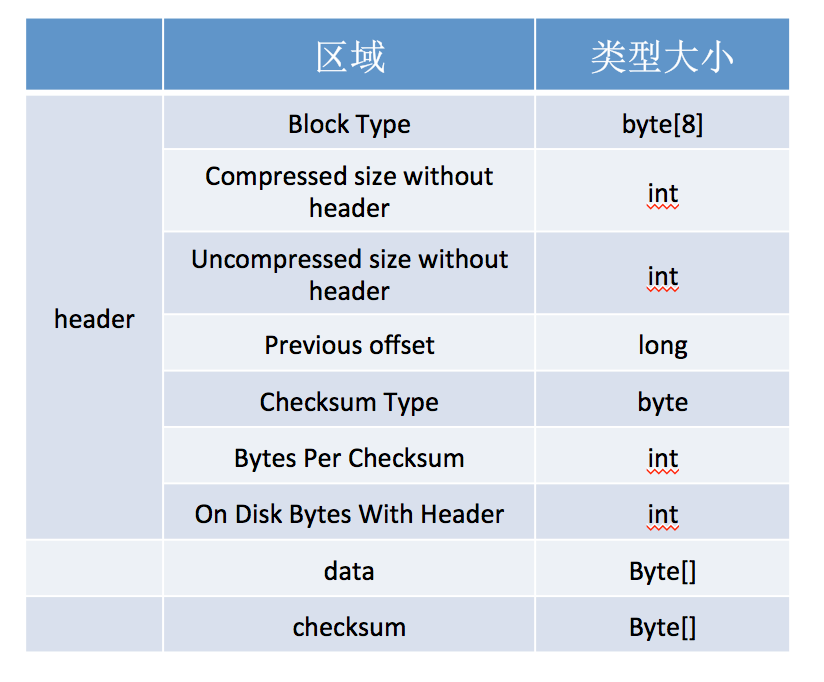 区域 类型大小
header
Block Type byte[8]
Compressed size without
header
int
Uncompressed size without
header
int
Previous offset long
Checksum Type byte
Bytes Per Checksum int
On Disk Bytes With Header int
data Byte[]
checksum Byte[]